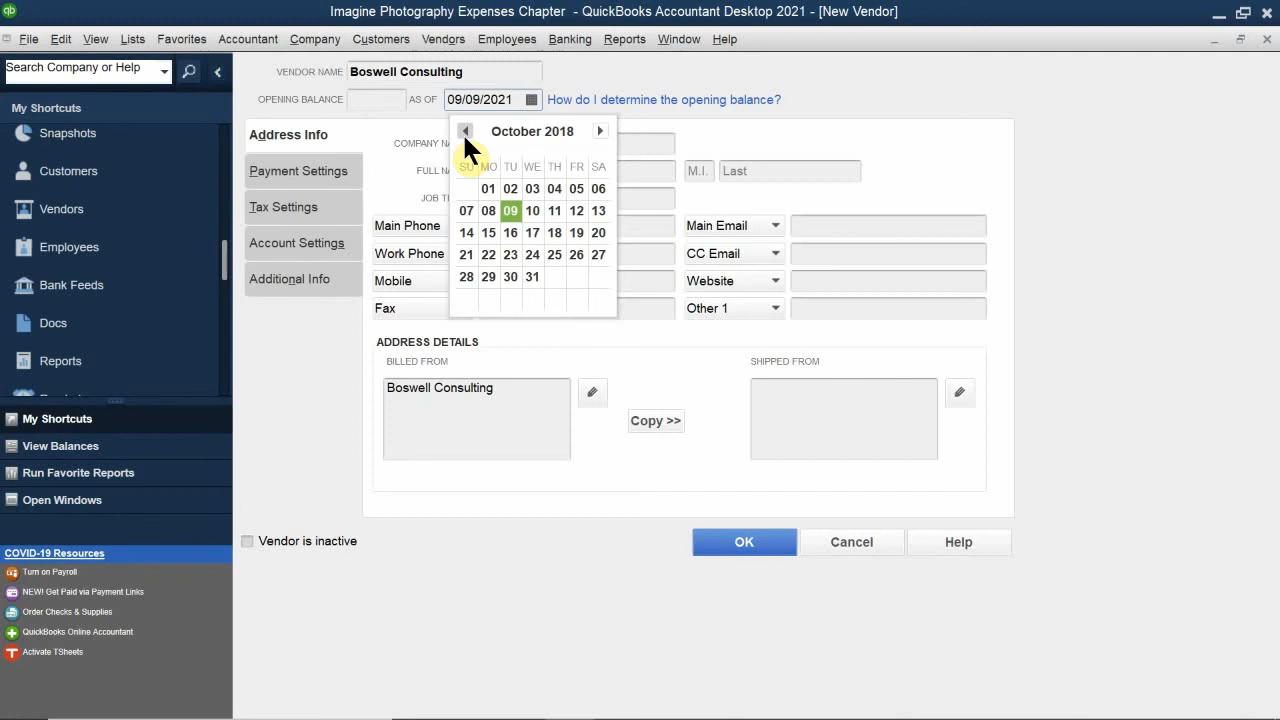 qb
Imagine Photography Expenses Chapter - QuickBooks Accountant Desktop 2021 - [New Vendor]
File Edit View Lists Favorites Accountant Company Customers Vendors Employees Banking Reports Window Help
Search Company or Help
My Shortcuts
Snapshots
Customers
Vendors
Employees
Bank Feeds
Docs
Reports
My Shortcuts
View Balances
Run Favorite Reports
Open Windows
COVID-19 Resources
Turn on Payroll
NEW! Get Paid via Payment Links
Order Checks & Supplies
QuickBooks Online Accountant
Activate TSheets
VENDOR NAME Boswell Consulting
OPENING BALANCE AS OF 09/09/2021 How do I determine the opening balance?
Address Info
Payment Settings
Tax Settings
Account Settings
Additional Info
COMPANY
FULL
M.I. Last
JOB
October 2018
SU MO TU WE TH FR SA
01 02 03 04 05 06
07 08 09 10 11 12 13
14 15 16 17 18 19 20
21 22 23 24 25 26 27
28 29 30 31
Main Phone
Work Phone
Mobile
Fax
Main Email
CC Email
Website
Other 1
ADDRESS DETAILS
BILLED FROM
Boswell Consulting
Copy >>
SHIPPED FROM
Vendor is inactive
OK Cancel Help